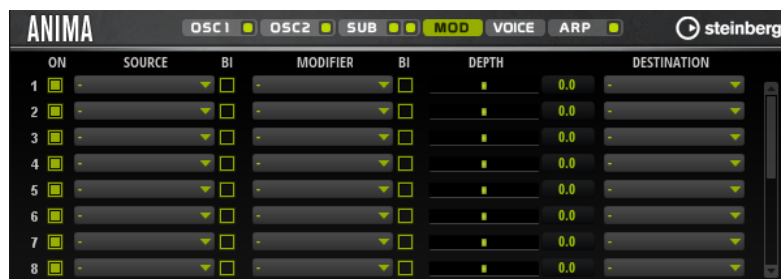 ANIMA OSC1 OSC2 SUB MOD VOICE ARP steinberg
ON SOURCE BI MODIFIER BI DEPTH DESTINATION
1 - - 0.0 -
2 - - 0.0 -
3 - - 0.0 -
4 - - 0.0 -
5 - - 0.0 -
6 - - 0.0 -
7 - - 0.0 -
8 - - 0.0 -